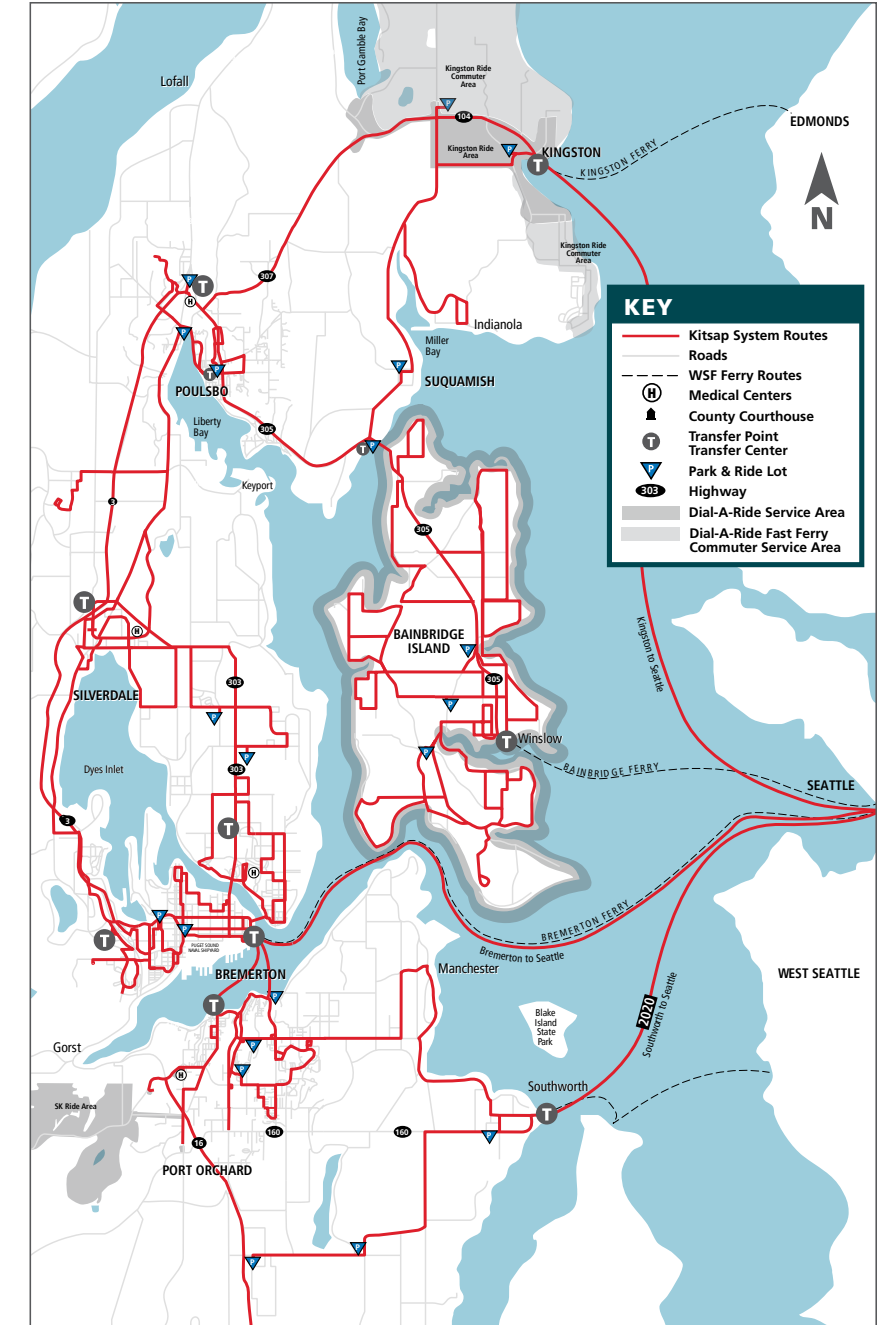 Lofall
Port Gamble Bay
Kingston Ride
Commuter
Area
P
104
EDMONDS
Kingston Ride
Area
P
KINGSTON
T
KINGSTON FERRY
N
Kingston Ride
Commuter
Area
307
P
T
H
KEY
Kitsap System Routes
Roads
WSF Ferry Routes
H
Medical Centers
County Courthouse
T
Transfer Point
Transfer Center
P
Park & Ride Lot
303
Highway
Dial-A-Ride Service Area
Dial-A-Ride Fast Ferry
Commuter Service Area
Indianola
P
Miller
Bay
P
T
P
SUQUAMISH
POULSBO
Liberty
Bay
305
T
P
Keyport
3
305
T
H
BAINBRIDGE
ISLAND
P
Kingston to Seattle
303
305
SILVERDALE
P
P
T
Winslow
P
P
Dyes Inlet
303
BAINBRIDGE FERRY
SEATTLE
3
T
H
P
P
T
PUGET SOUND
NAVAL SHIPYARD
T
BREMERTON FERRY
Bremerton to Seattle
BREMERTON
Manchester
WEST SEATTLE
P
T
2020
Southworth to Seattle
Blake
Island
State
Park
Gorst
P
P
H
Southworth
T
SK Ride Area
160
160
P
16
PORT ORCHARD
P
P